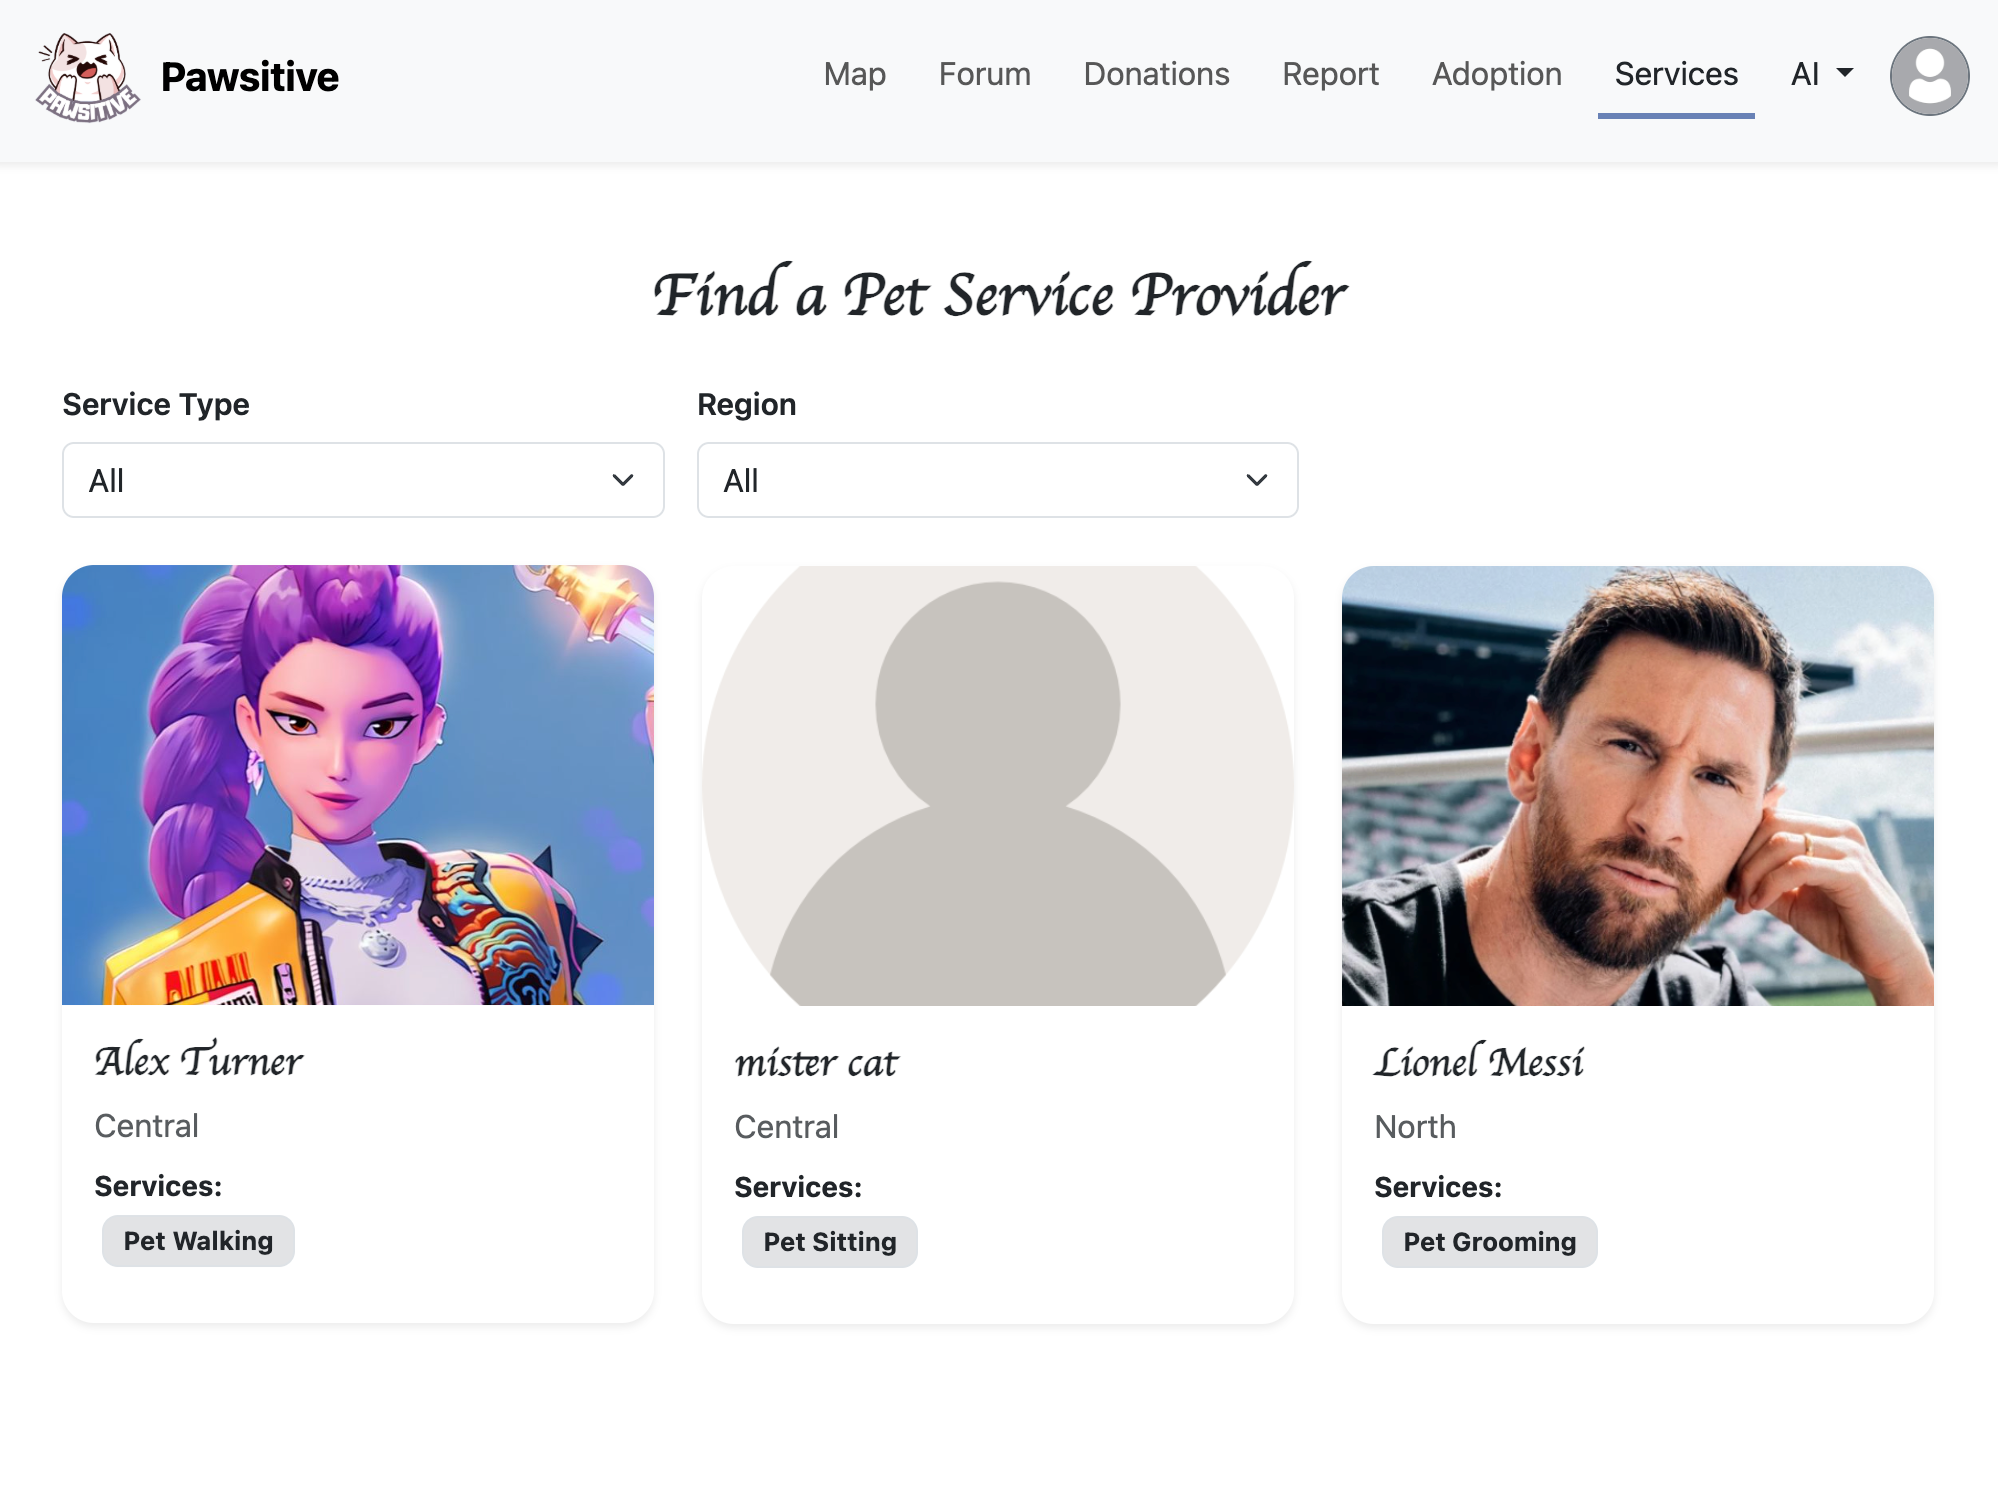 PAWSITIVE
Pawsitive
Map
Forum
Donations
Report
Adoption
Services
AI
Find a Pet Service Provider
Service Type
Region
All
All
Alex Turner
Central
Services:
Pet Walking
mister cat
Central
Services:
Pet Sitting
Lionel Messi
North
Services:
Pet Grooming